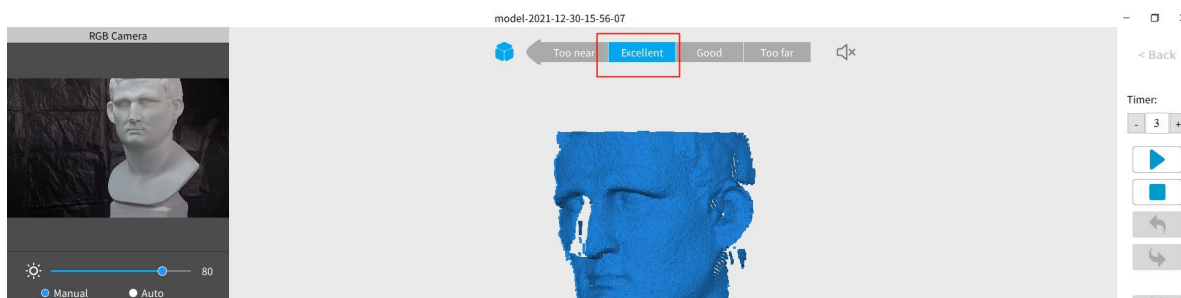 model-2021-12-30-15-56-07
RGB Camera
Too near Excellent Good Too far
< Back
Timer:
- 3 +
80
Manual Auto